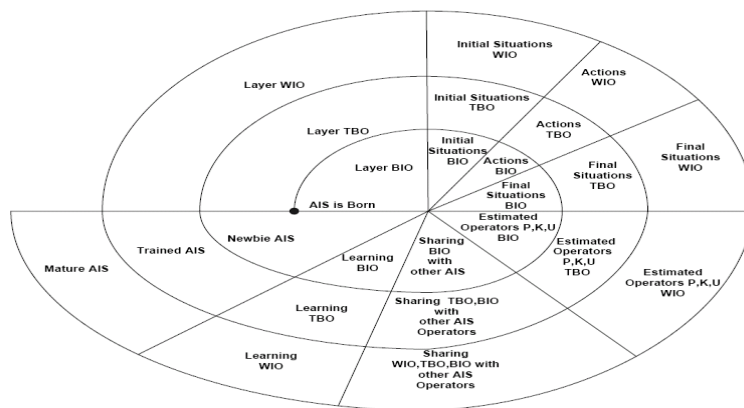 Initial Situations
WIO
Actions
WIO
Layer WIO
Initial Situations
TBO
Actions
TBO
Final
Situations
WIO
Layer TBO
Initial
Situations
BIO
Actions
BIO
Final
Situations
TBO
Layer BIO
Final
Situations
BIO
AIS is Born
Estimated
Operators P,K,U
BIO
Newbie AIS
Trained AIS
Mature AIS
Sharing
BIO
with
other AIS
Learning
BIO
Estimated
Operators
P,K,U
TBO
Estimated
Operators P,K,U
WIO
Learning
TBO
Sharing TBO,BIO
with
other AIS
Operators
Learning
WIO
Sharing
WIO,TBO,BIO with
other AIS
Operators